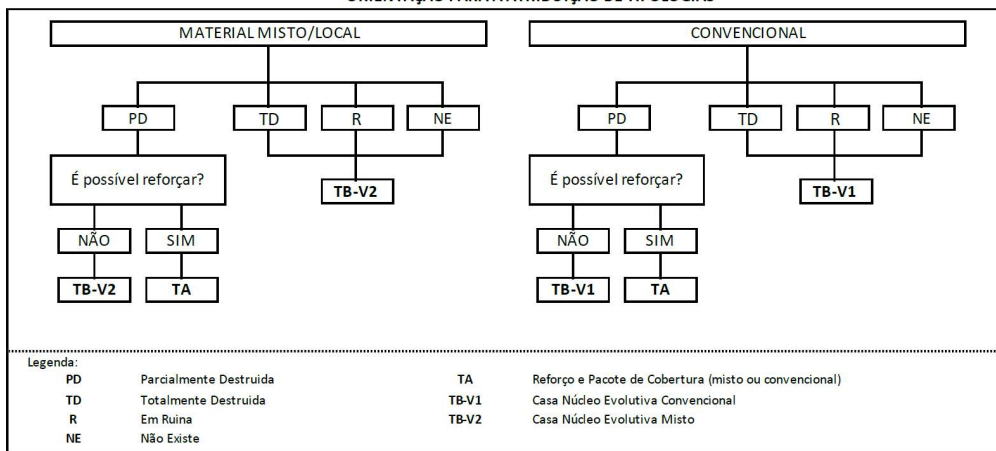 MATERIAL MISTO/LOCAL
PD
TD
R
NE
É possível reforçar?
TB-V2
NÃO
SIM
TB-V2
TA
CONVENCIONAL
PD
TD
R
NE
É possível reforçar?
TB-V1
NÃO
SIM
TB-V1
TA
Legenda:
PD Parcialmente Destruida
TD Totalmente Destruida
R Em Ruina
NE Não Existe
TA Reforço e Pacote de Cobertura (misto ou convencional)
TB-V1 Casa Núcleo Evolutiva Convencional
TB-V2 Casa Núcleo Evolutiva Misto